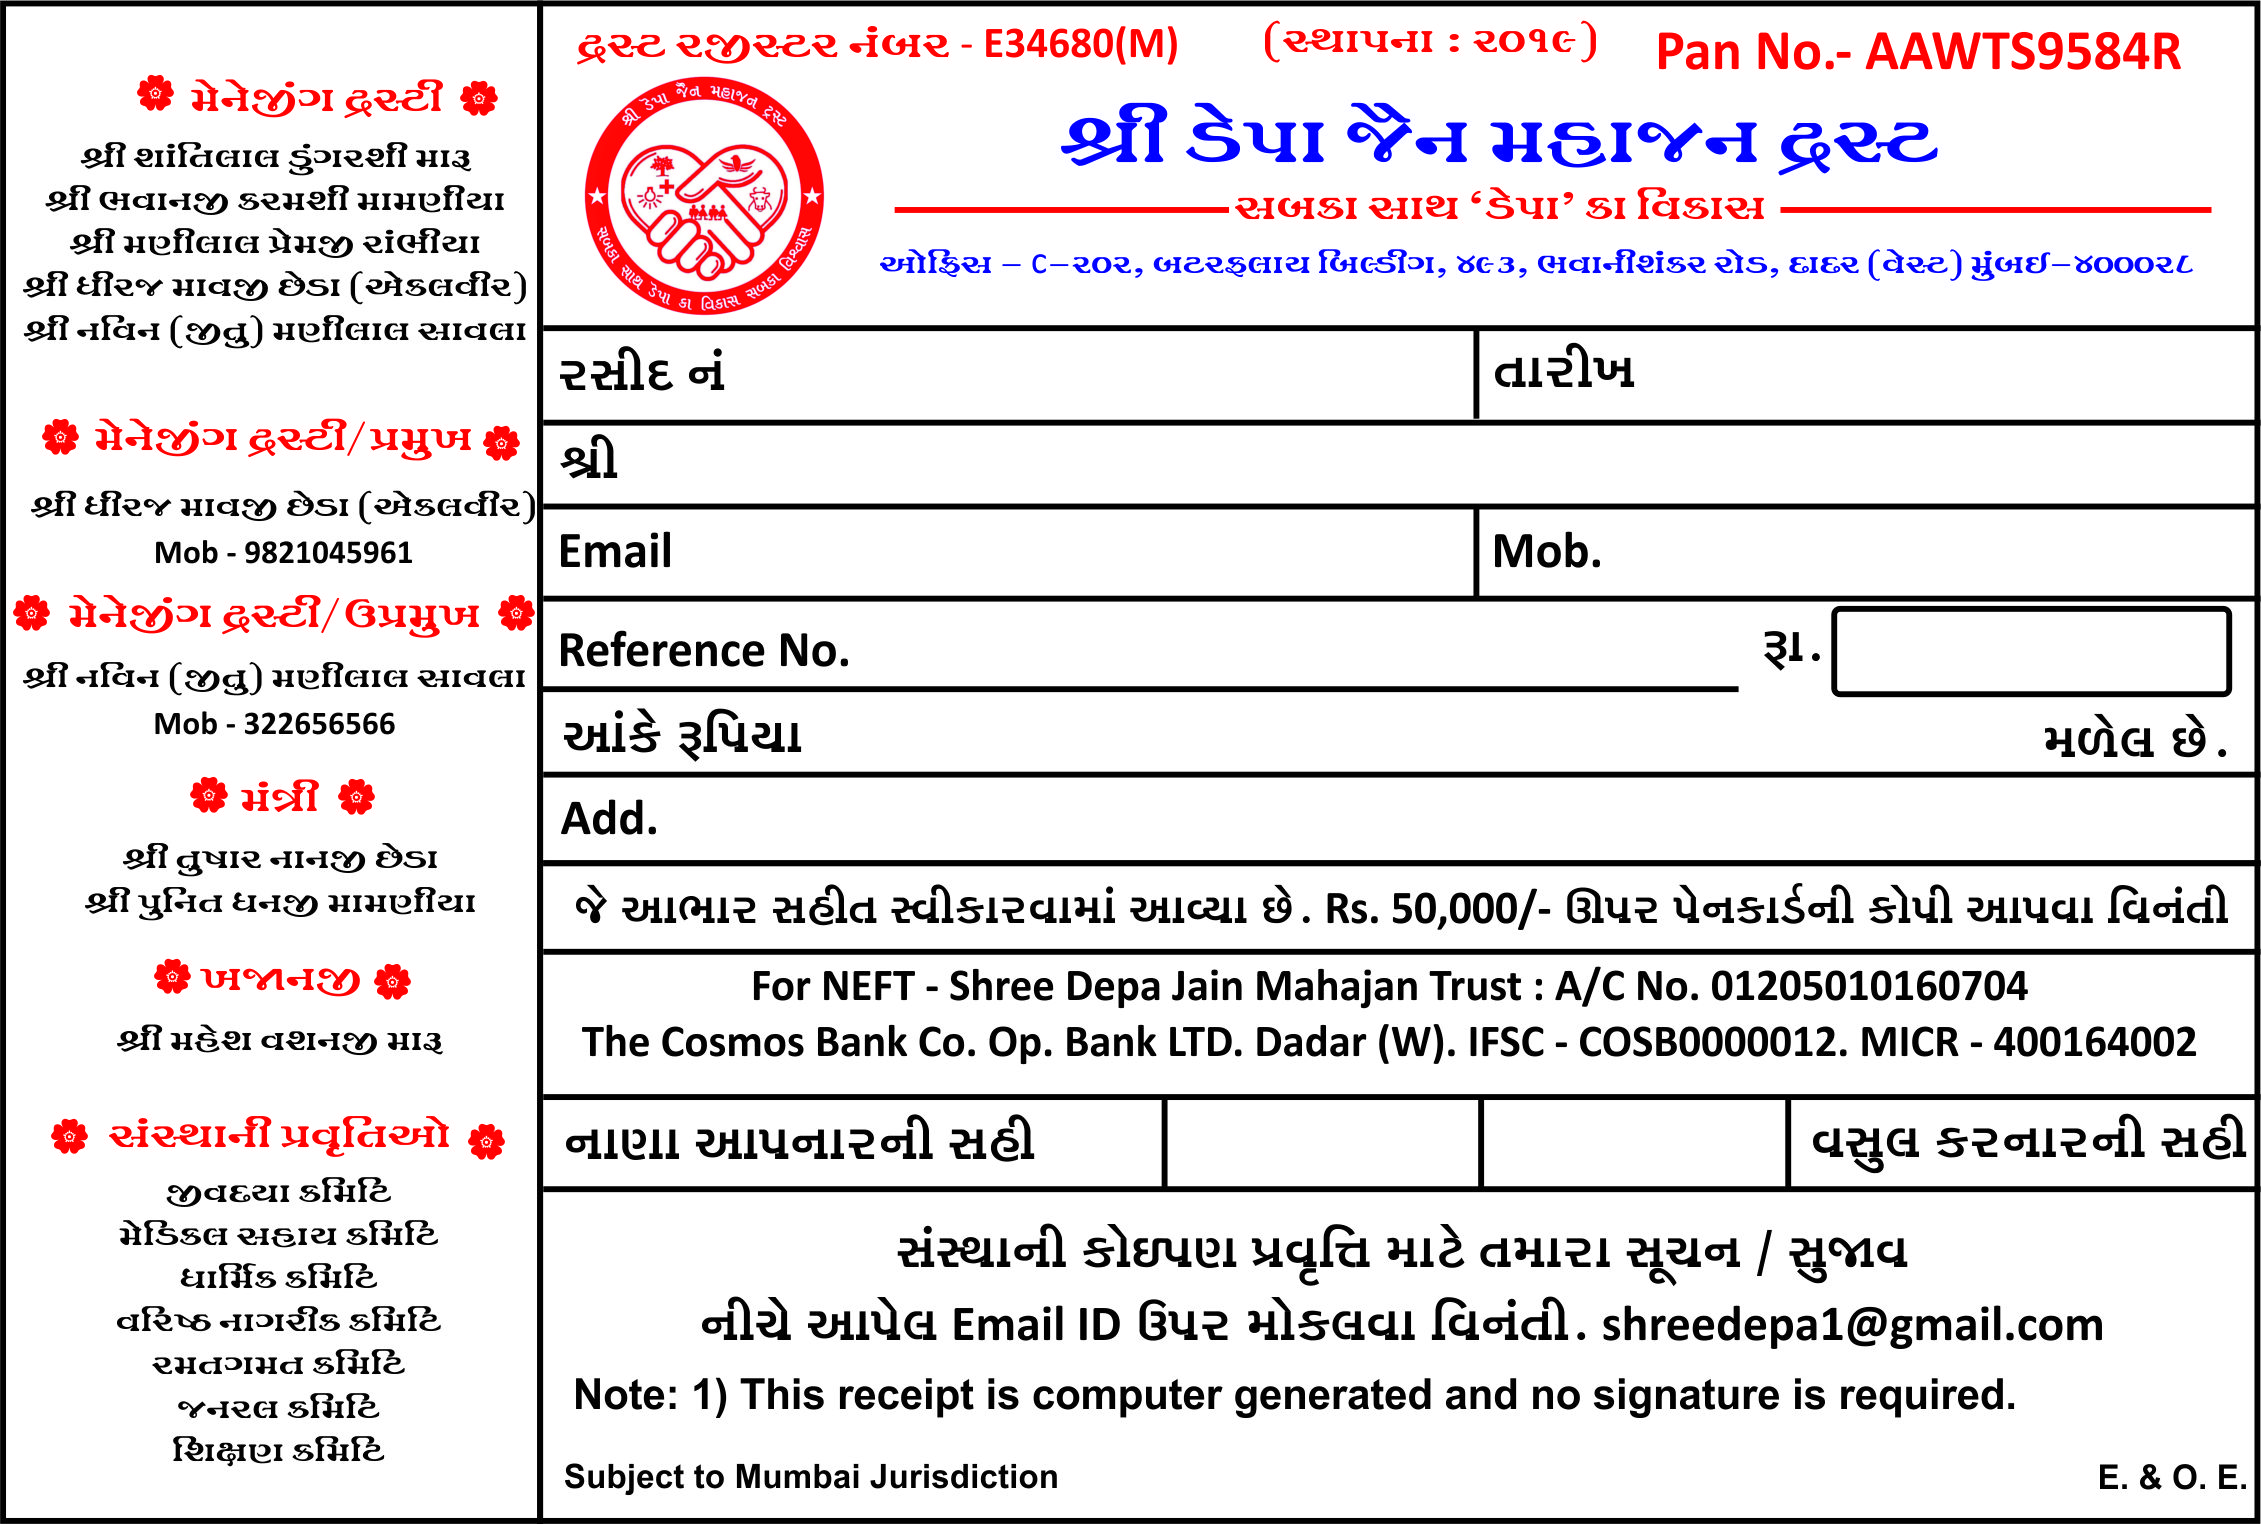 મેનેજીંગ ટ્રસ્ટી
શ્રી શાંતિલાલ ડુંગરશી મારૂ
શ્રી ભવાનજી કરમશી મામણીયા
શ્રી મણીલાલ પ્રેમજી રાંભીયા
શ્રી ધીરજ માવજી છેડા (એકલવીર)
શ્રી નવિન (જીતુ) મણીલાલ સાવલા
મેનેજીંગ ટ્રસ્ટી/પ્રમુખ
શ્રી ધીરજ માવજી છેડા (એકલવીર)
Mob - 9821045961
મેનેજીંગ ટ્રસ્ટી/ઉપ્રમુખ
શ્રી નવિન (જીતુ) મણીલાલ સાવલા
Mob - 322656566
મંત્રી
શ્રી તુષાર નાનજી છેડા
શ્રી પુનિત ધનજી મામણીયા
ખજાનજી
શ્રી મહેશ વશનજી મારૂ
સંસ્થાની પ્રવૃતિઓ
જીવદયા કમિટિ
મેડિકલ સહાય કમિટિ
ધાર્મિક કમિટિ
વરિષ્ઠ નાગરીક કમિટિ
રમતગમત કમિટિ
જનરલ કમિટિ
શિક્ષણ કમિટિ
ટ્રસ્ટ રજીસ્ટર નંબર - E34680(M) (સ્થાપના : ૨૦૧૯) Pan No.- AAWTS9584R
શ્રી ડેપા જૈન મહાજન ટ્રસ્ટ
સબકા સાથ ‘ડેપા’ કા વિકાસ
ઓફિસ – C–૨૦૨, બટરફલાય બિલ્ડીંગ, ૪૯૩, ભવાનીશંકર રોડ, દાદર (વેસ્ટ) મુંબઈ–૪૦૦૦૨૮
શ્રી ડેપા જૈન મહાજન ટ્રસ્ટ
સબકા સાથ ડેપા કા વિકાસ સબકા વિશ્વાસ
રસીદ નં તારીખ
શ્રી
Email Mob.
Reference No. રૂા.
આંકે રૂપિયા મળેલ છે.
Add.
જે આભાર સહીત સ્વીકારવામાં આવ્યા છે. Rs. 50,000/- ઊપર પેનકાર્ડની કોપી આપવા વિનંતી
For NEFT - Shree Depa Jain Mahajan Trust : A/C No. 01205010160704
The Cosmos Bank Co. Op. Bank LTD. Dadar (W). IFSC - COSB0000012. MICR - 400164002
નાણા આપનારની સહી વસુલ કરનારની સહી
સંસ્થાની કોઇપણ પ્રવૃત્તિ માટે તમારા સૂચન / સુજાવ
નીચે આપેલ Email ID ઉપર મોકલવા વિનંતી. shreedepa1@gmail.com
Note: 1) This receipt is computer generated and no signature is required.
Subject to Mumbai Jurisdiction E. & O. E.